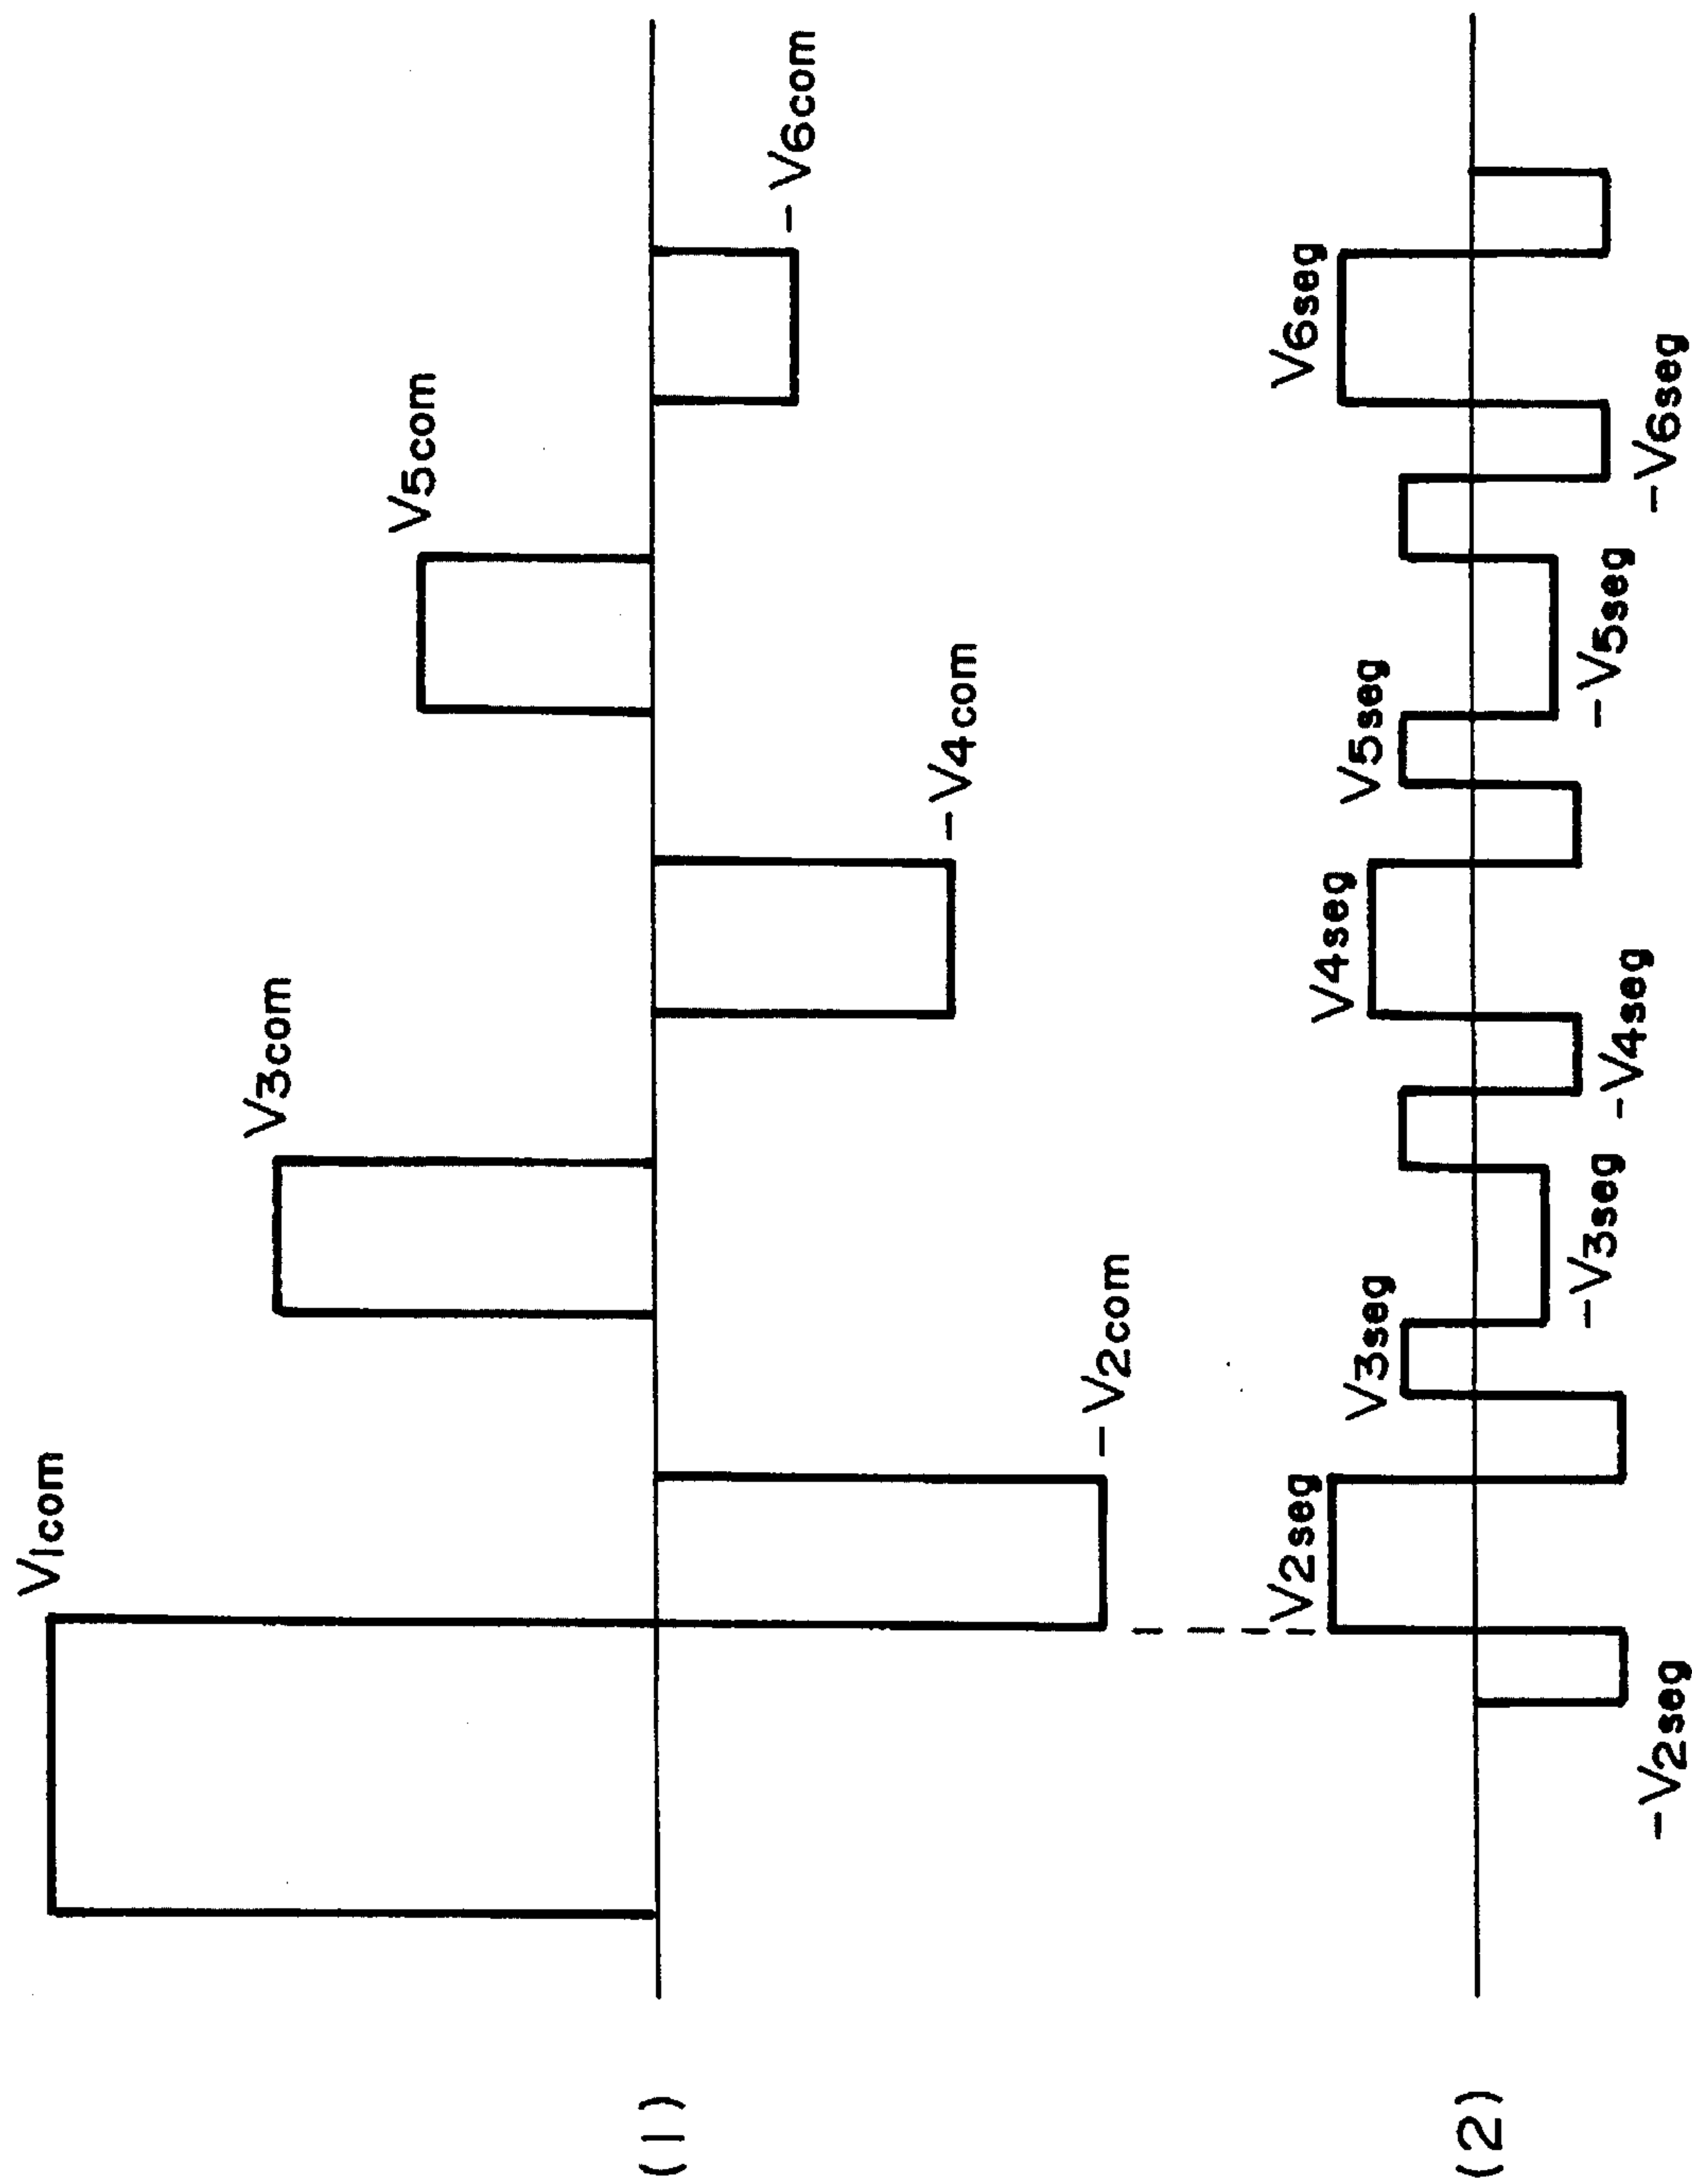 (1)
V1com
-V2com
V3com
-V4com
V5com
-V6com
(2)
-V2seg
V2seg
V3seg
-V3seg
-V4seg
V4seg
V5seg
-V5seg
-V6seg
V6seg